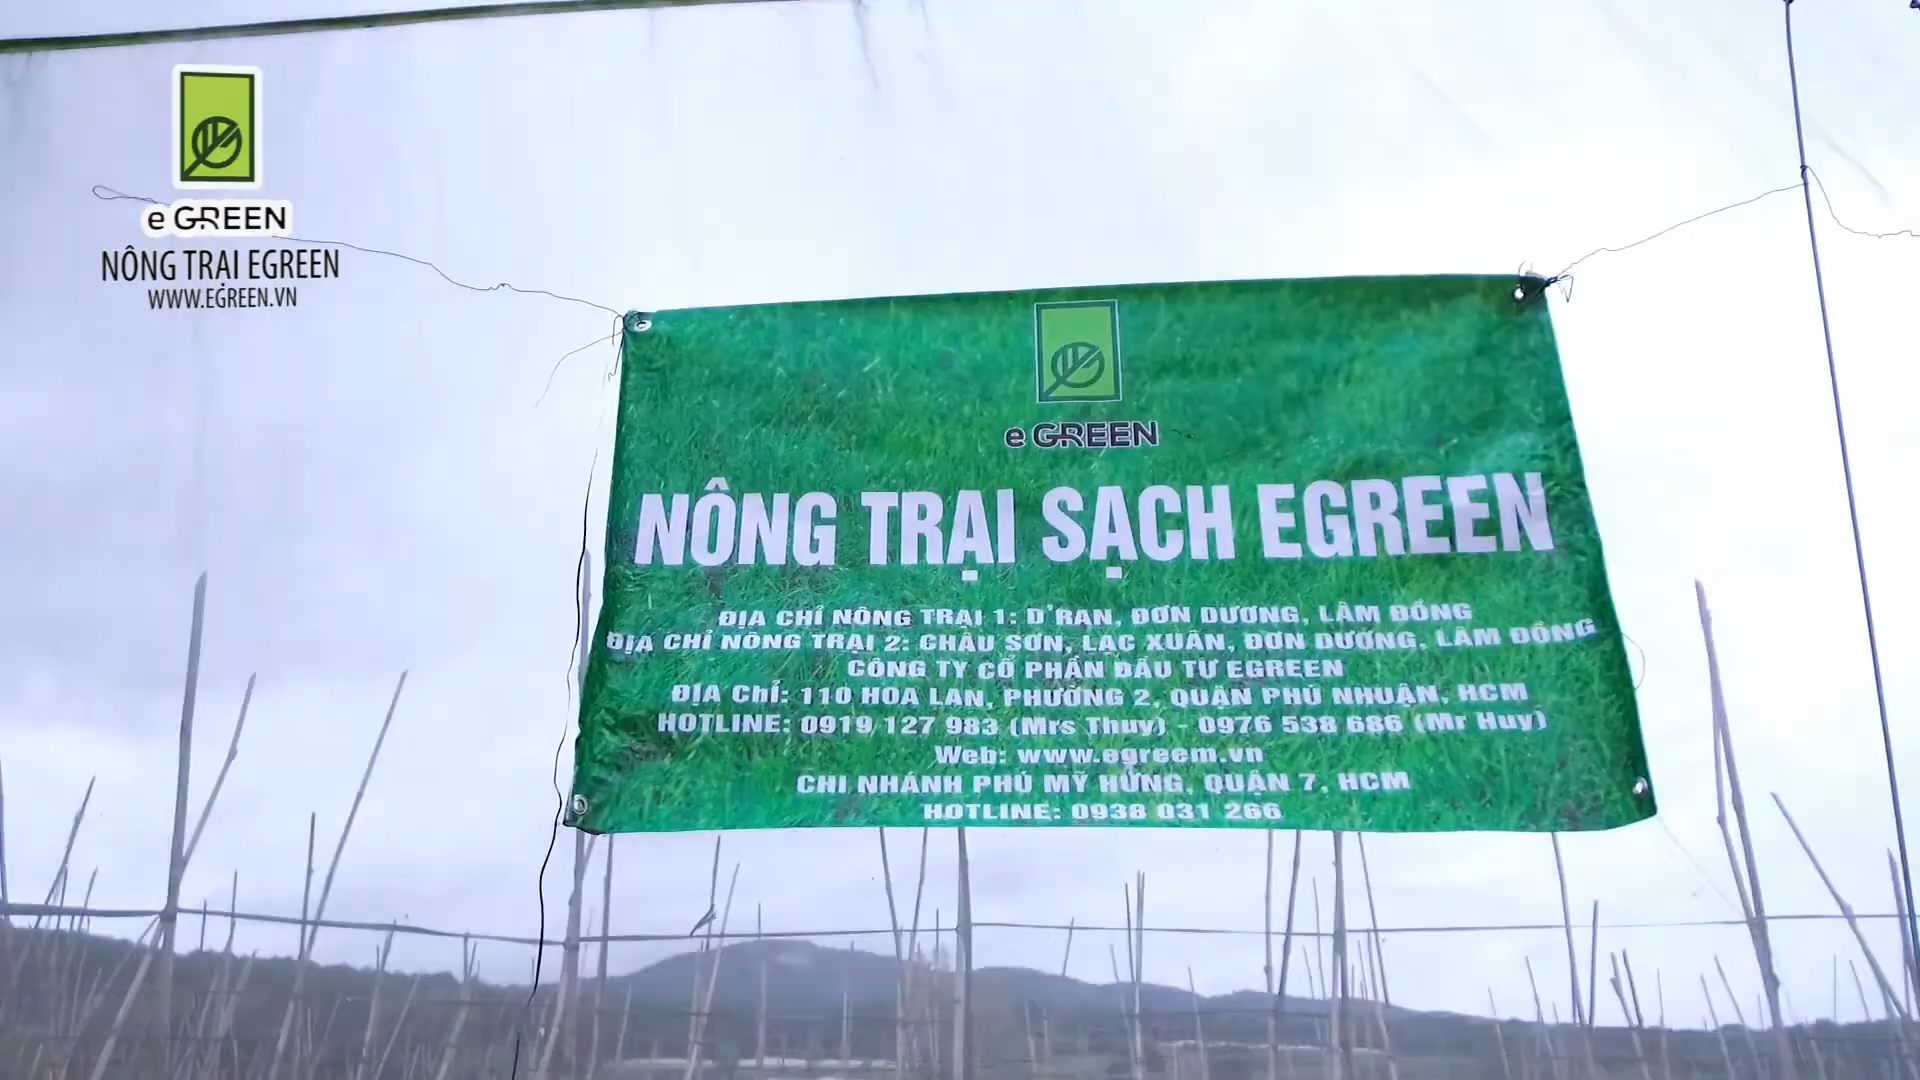 e GREEN
NÔNG TRẠI EGREEN
WWW.EGREEN.VN
e GREEN
NÔNG TRẠI SẠCH EGREEN
ĐỊA CHỈ NÔNG TRẠI 1: D'RAN, ĐƠN DƯƠNG, LÂM ĐỒNG
ĐỊA CHỈ NÔNG TRẠI 2: CHÂU SƠN, LẠC XUÂN, ĐƠN DƯƠNG, LÂM ĐỒNG
CÔNG TY CỔ PHẦN ĐẦU TƯ EGREEN
ĐỊA Chỉ: 110 HOA LAN, PHƯỜNG 2, QUẬN PHÚ NHUẬN, HCM
HOTLINE: 0919 127 983 (Mrs Thuy) - 0976 538 686 (Mr Huy)
Web: www.egreem.vn
CHI NHÁNH PHÚ MỸ HƯNG, QUẬN 7, HCM
HOTLINE: 0938 031 266